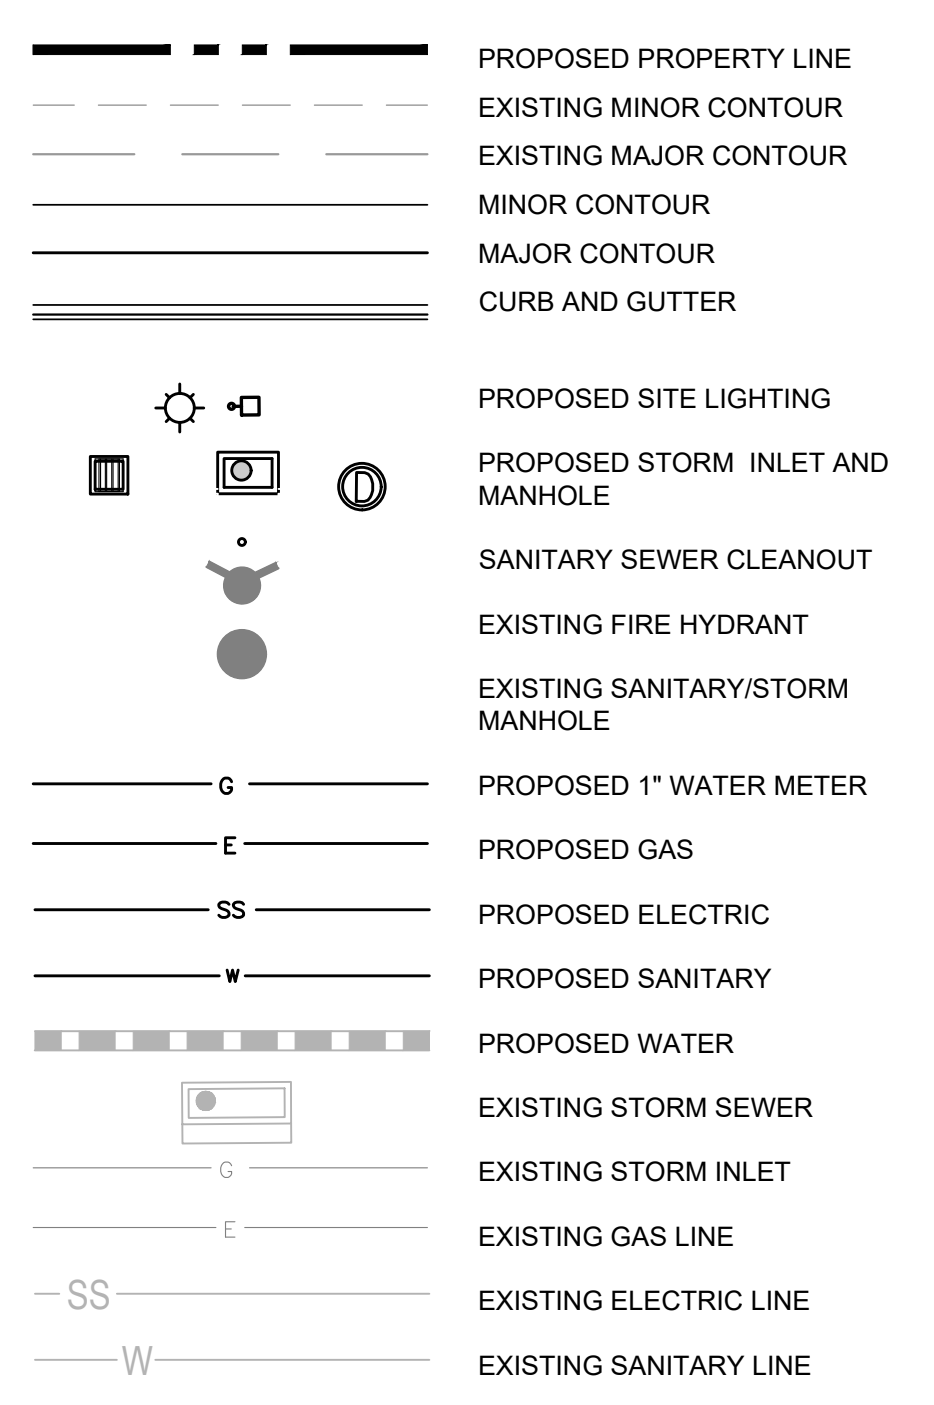 PROPOSED PROPERTY LINE
EXISTING MINOR CONTOUR
EXISTING MAJOR CONTOUR
MINOR CONTOUR
MAJOR CONTOUR
CURB AND GUTTER
PROPOSED SITE LIGHTING
PROPOSED STORM INLET AND
MANHOLE
D
SANITARY SEWER CLEANOUT
EXISTING FIRE HYDRANT
EXISTING SANITARY/STORM
MANHOLE
G PROPOSED 1" WATER METER
E PROPOSED GAS
SS PROPOSED ELECTRIC
W PROPOSED SANITARY
PROPOSED WATER
EXISTING STORM SEWER
G EXISTING STORM INLET
E EXISTING GAS LINE
SS EXISTING ELECTRIC LINE
W EXISTING SANITARY LINE